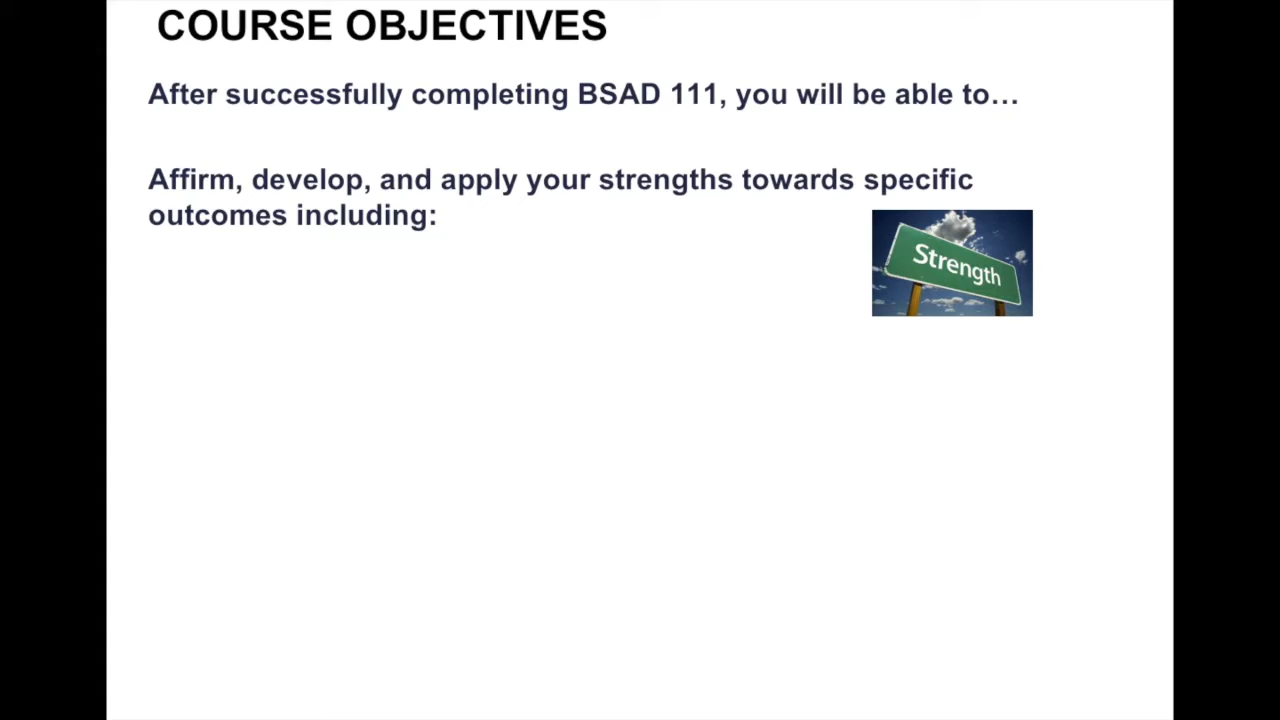 COURSE OBJECTIVES
After successfully completing BSAD 111, you will be able to…
Affirm, develop, and apply your strengths towards specific
outcomes including:
Strength